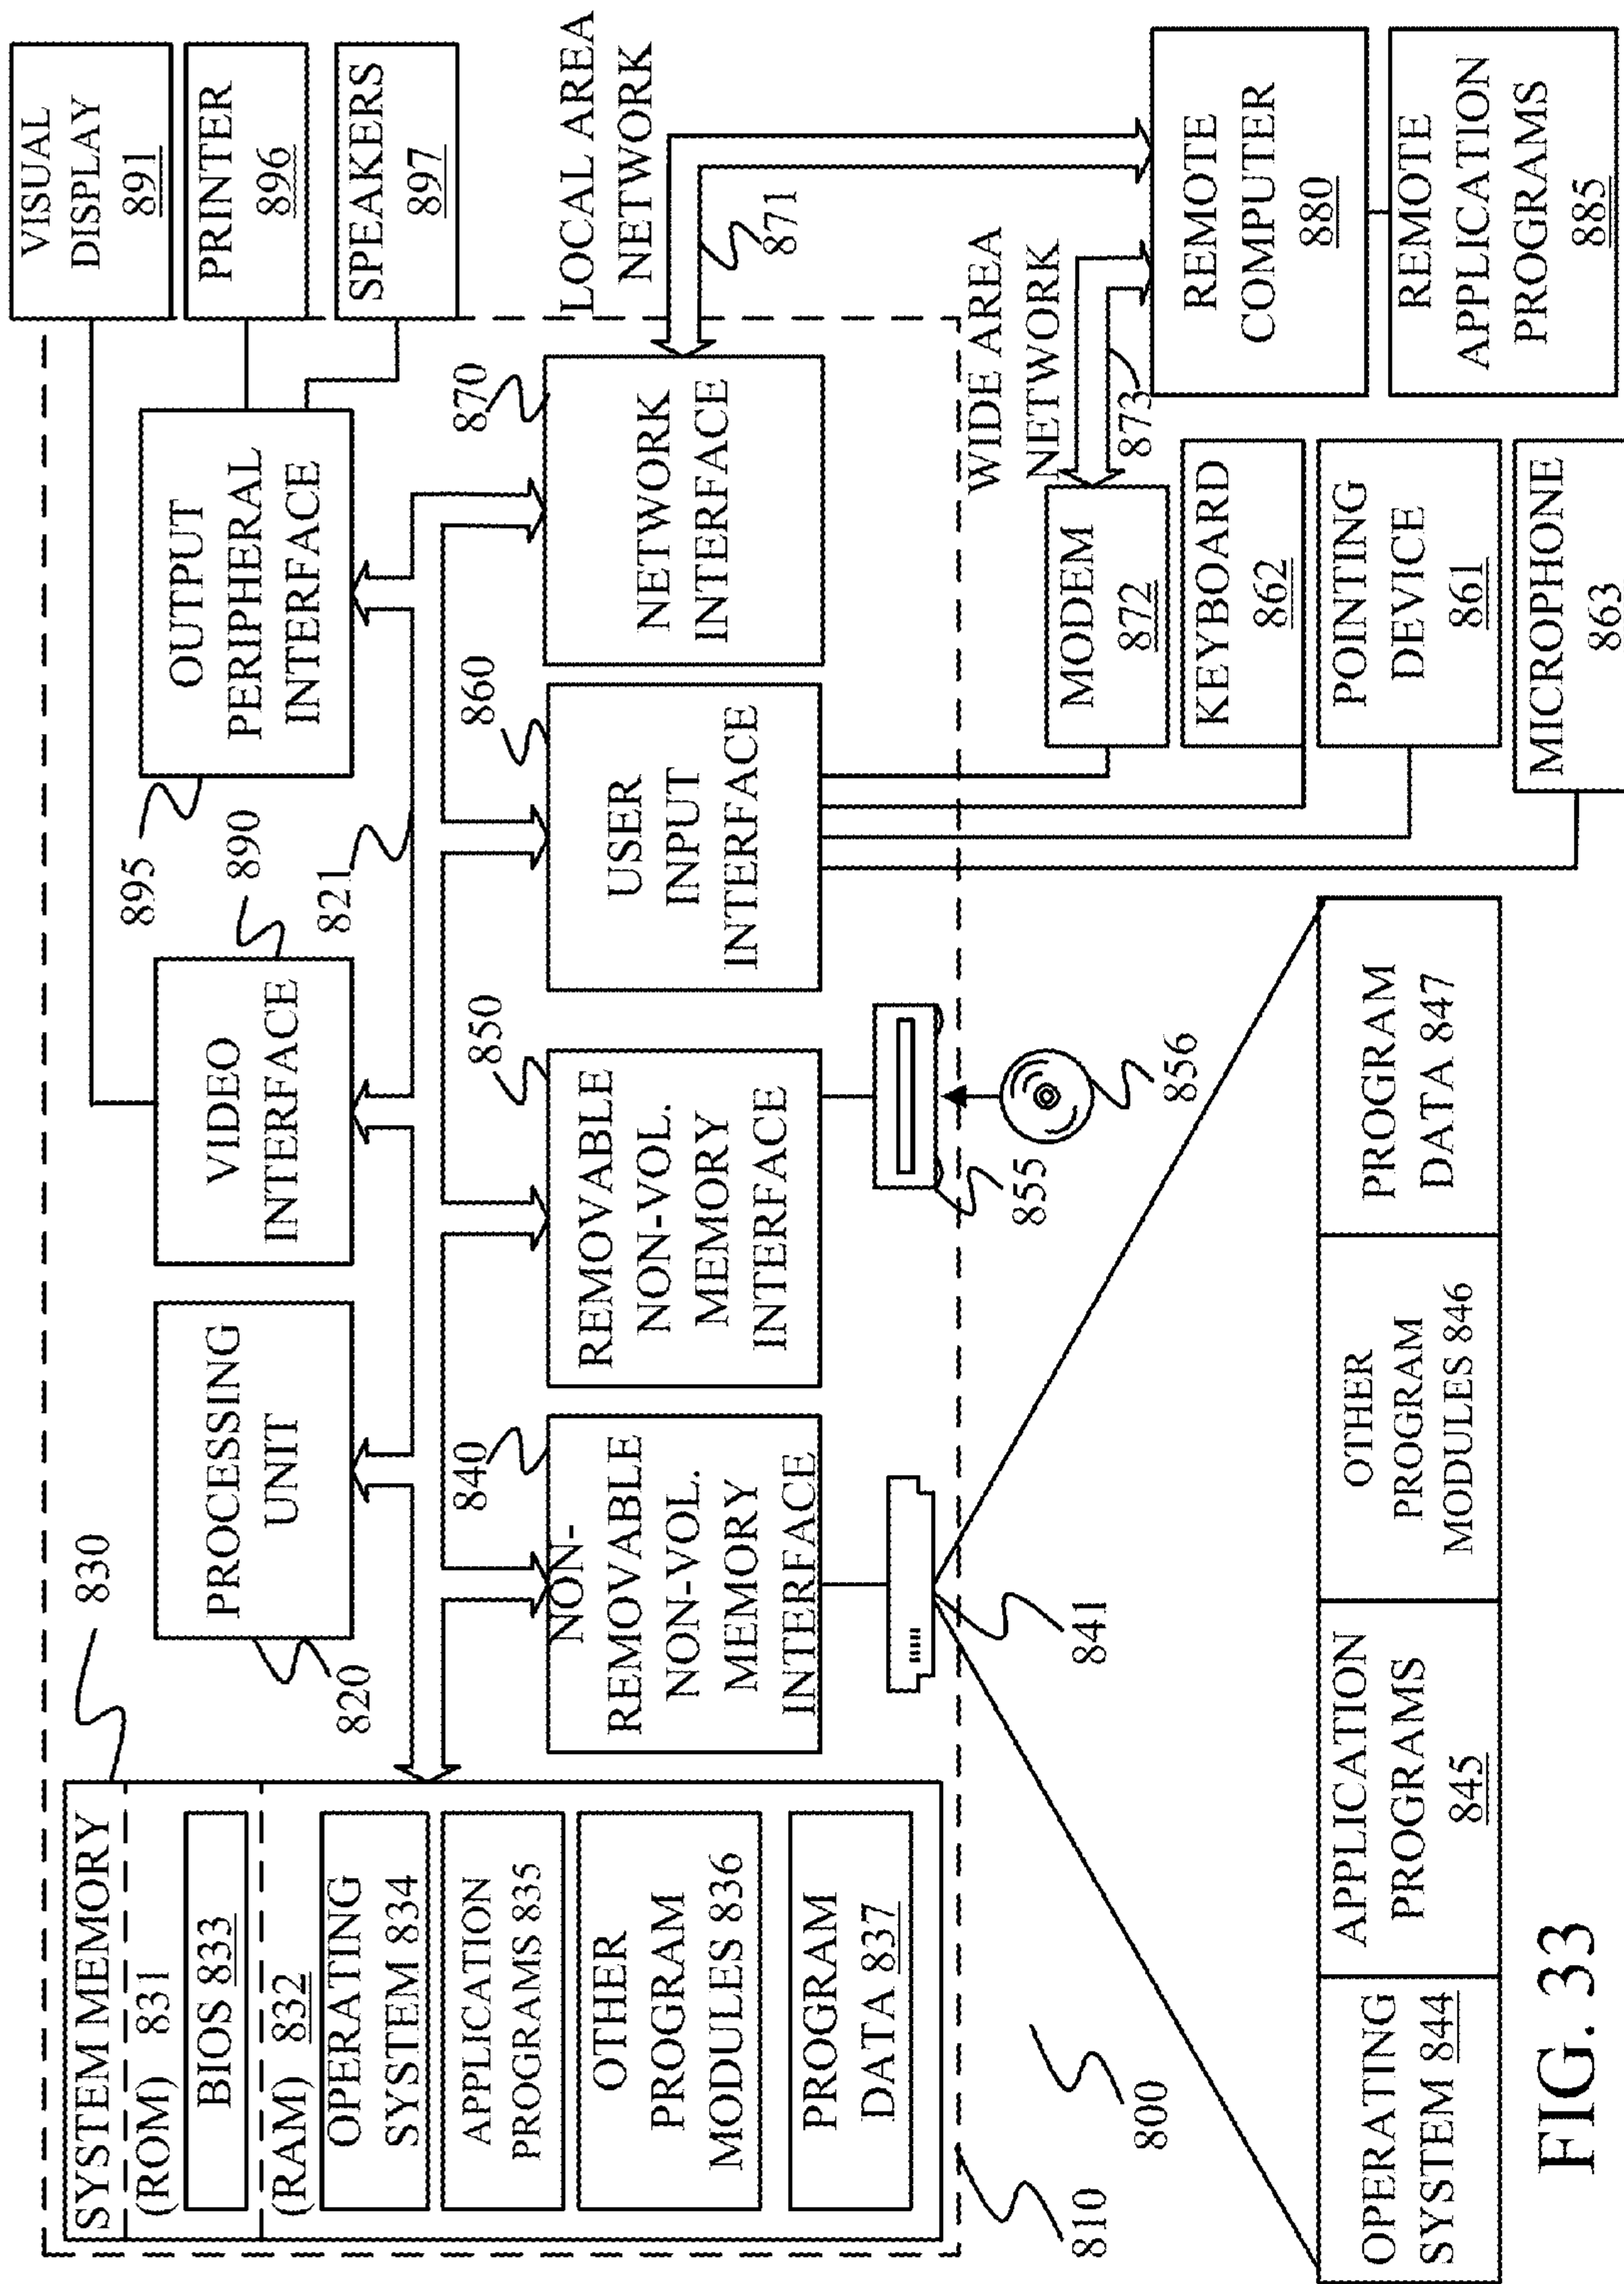 SYSTEM MEMORY
(ROM) 831
BIOS 833
(RAM) 832
OPERATING
SYSTEM 834
APPLICATION
PROGRAMS 835
OTHER
PROGRAM
MODULES 836
PROGRAM
DATA 837
830
820
PROCESSING
UNIT
VIDEO
INTERFACE
890
821
895
OUTPUT
PERIPHERAL
INTERFACE
VISUAL
DISPLAY
891
PRINTER
896
SPEAKERS
897
840
NON-
REMOVABLE
NON-VOL.
MEMORY
INTERFACE
850
REMOVABLE
NON-VOL.
MEMORY
INTERFACE
860
USER
INPUT
INTERFACE
870
NETWORK
INTERFACE
LOCAL AREA
NETWORK
871
WIDE AREA
NETWORK
873
841
855
856
MODEM
872
KEYBOARD
862
POINTING
DEVICE
861
MICROPHONE
863
REMOTE
COMPUTER
880
REMOTE
APPLICATION
PROGRAMS
885
810
800
OPERATING
SYSTEM 844
APPLICATION
PROGRAMS
845
OTHER
PROGRAM
MODULES 846
PROGRAM
DATA 847
FIG. 33